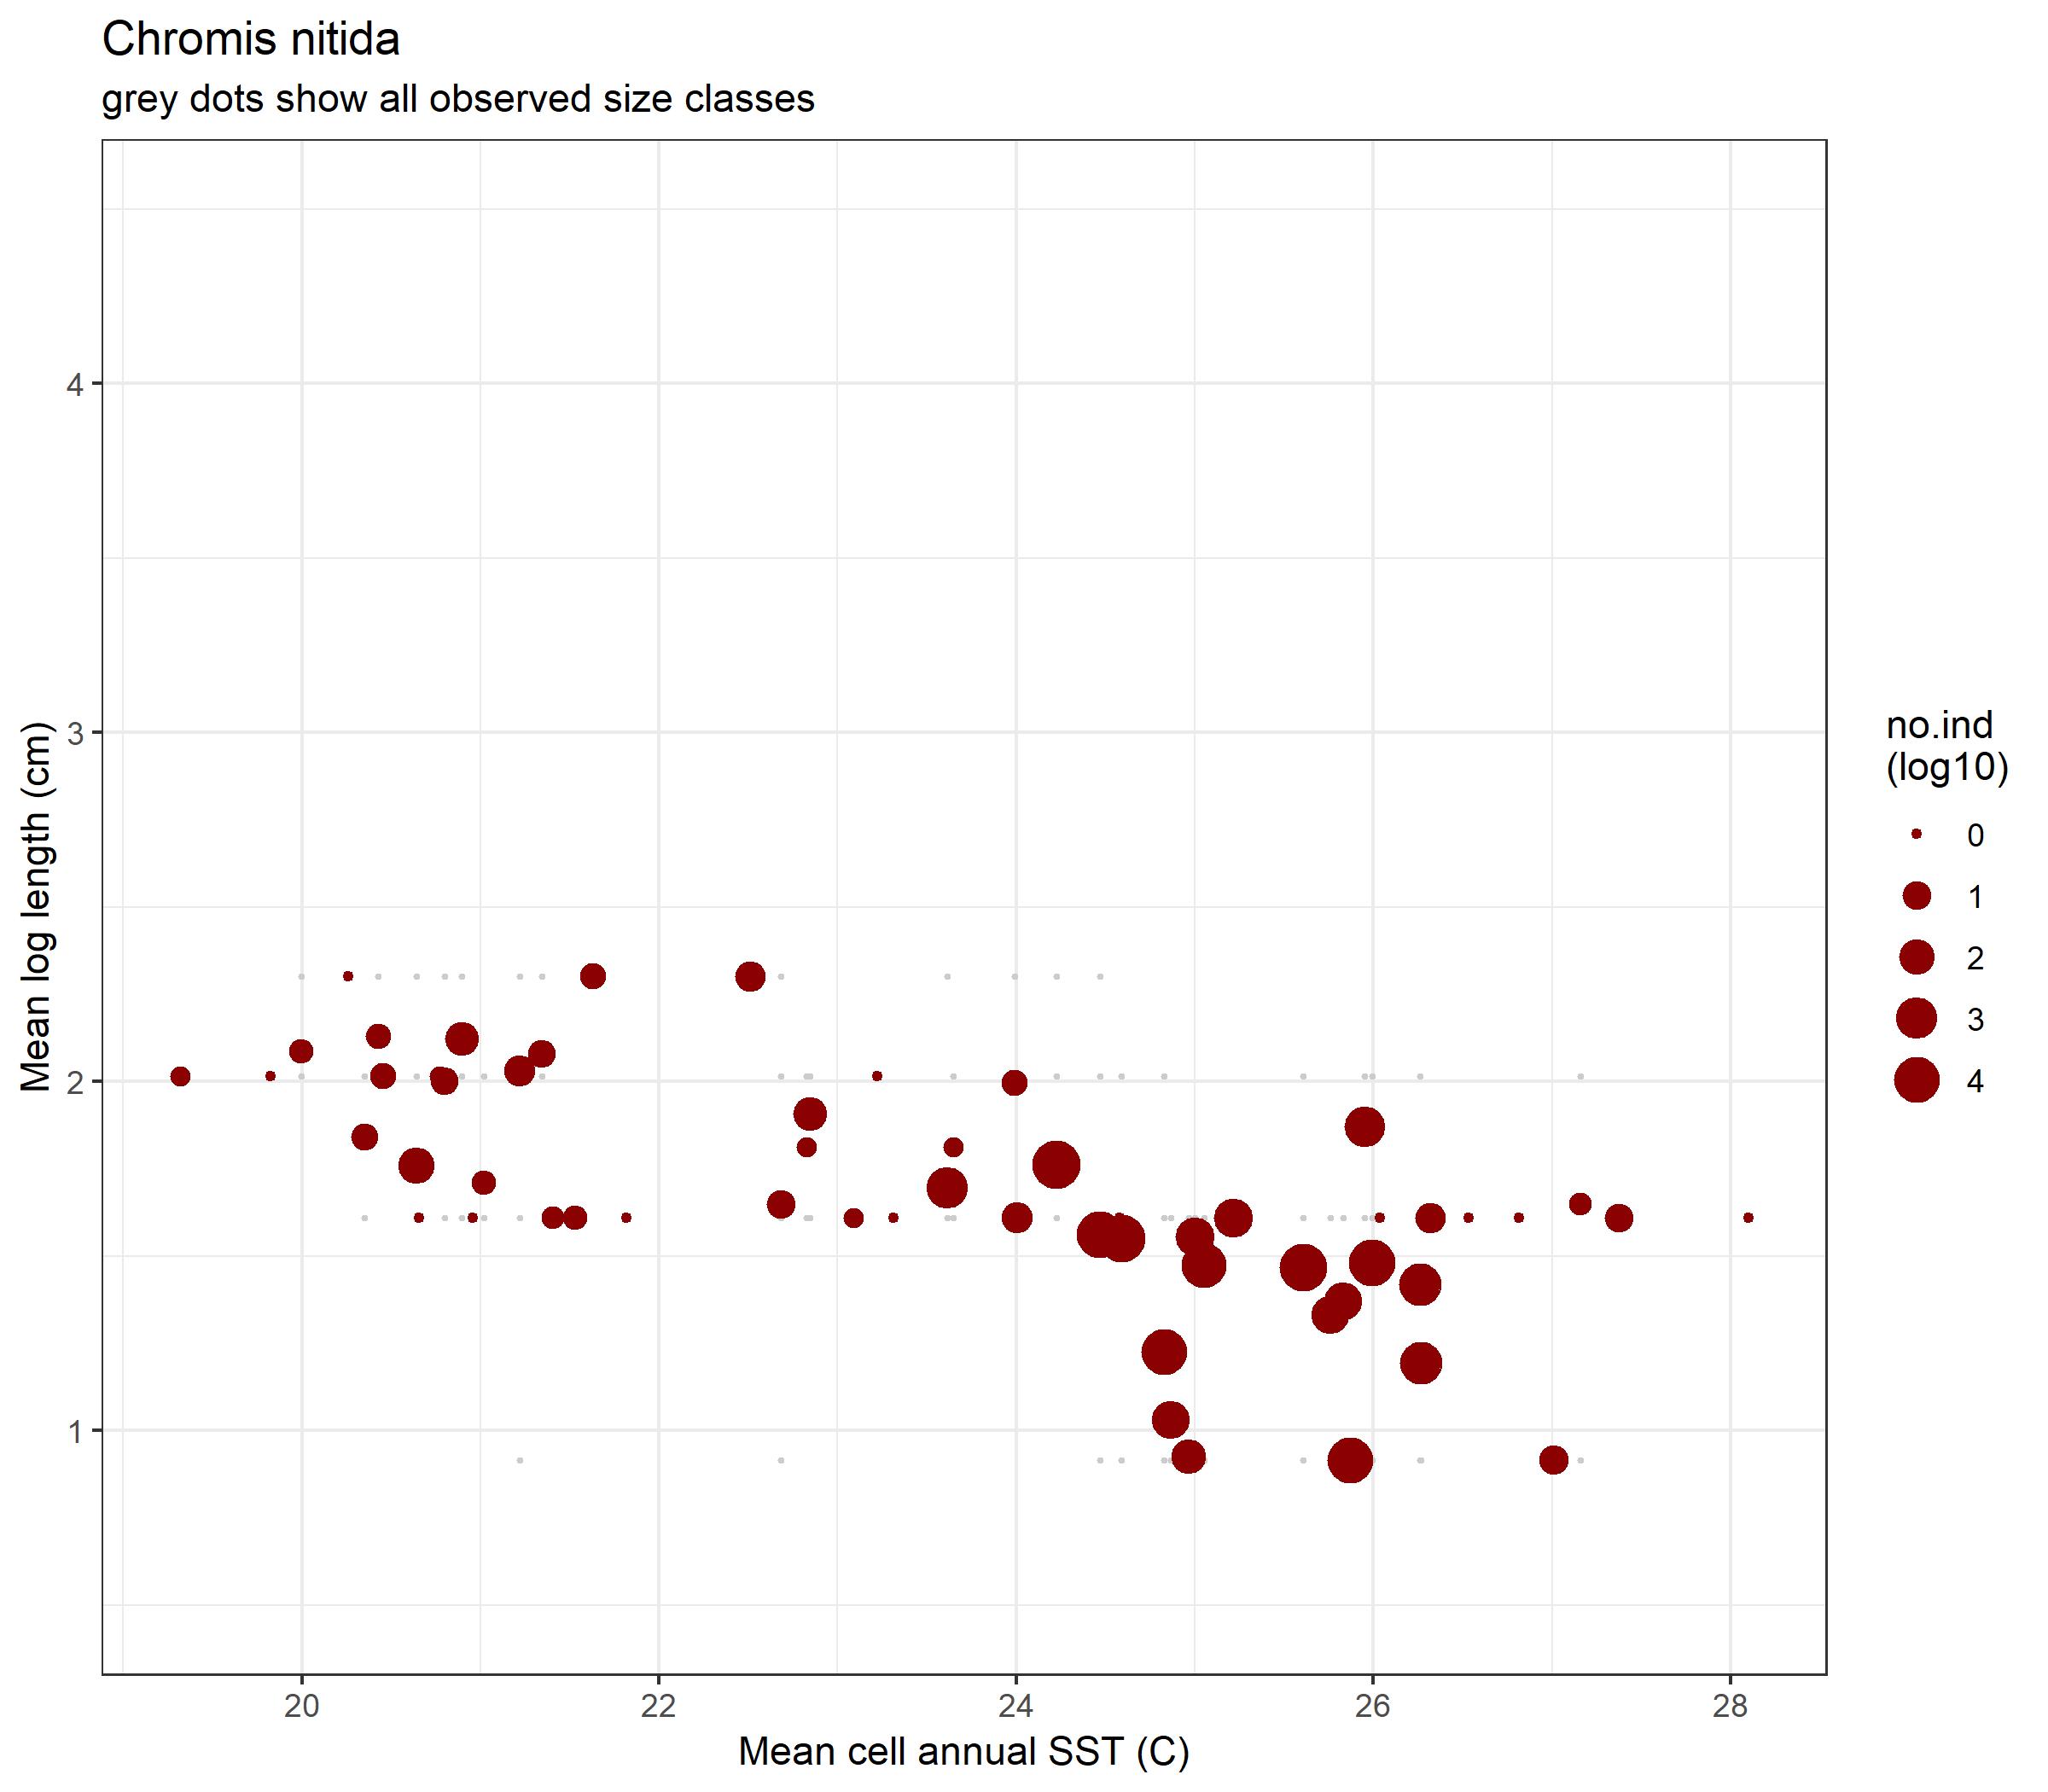 Chromis nitida
grey dots show all observed size classes
Mean log length (cm)
4
3
2
1
20 22 24 26 28
Mean cell annual SST (C)
no.ind
(log10)
0
1
2
3
4